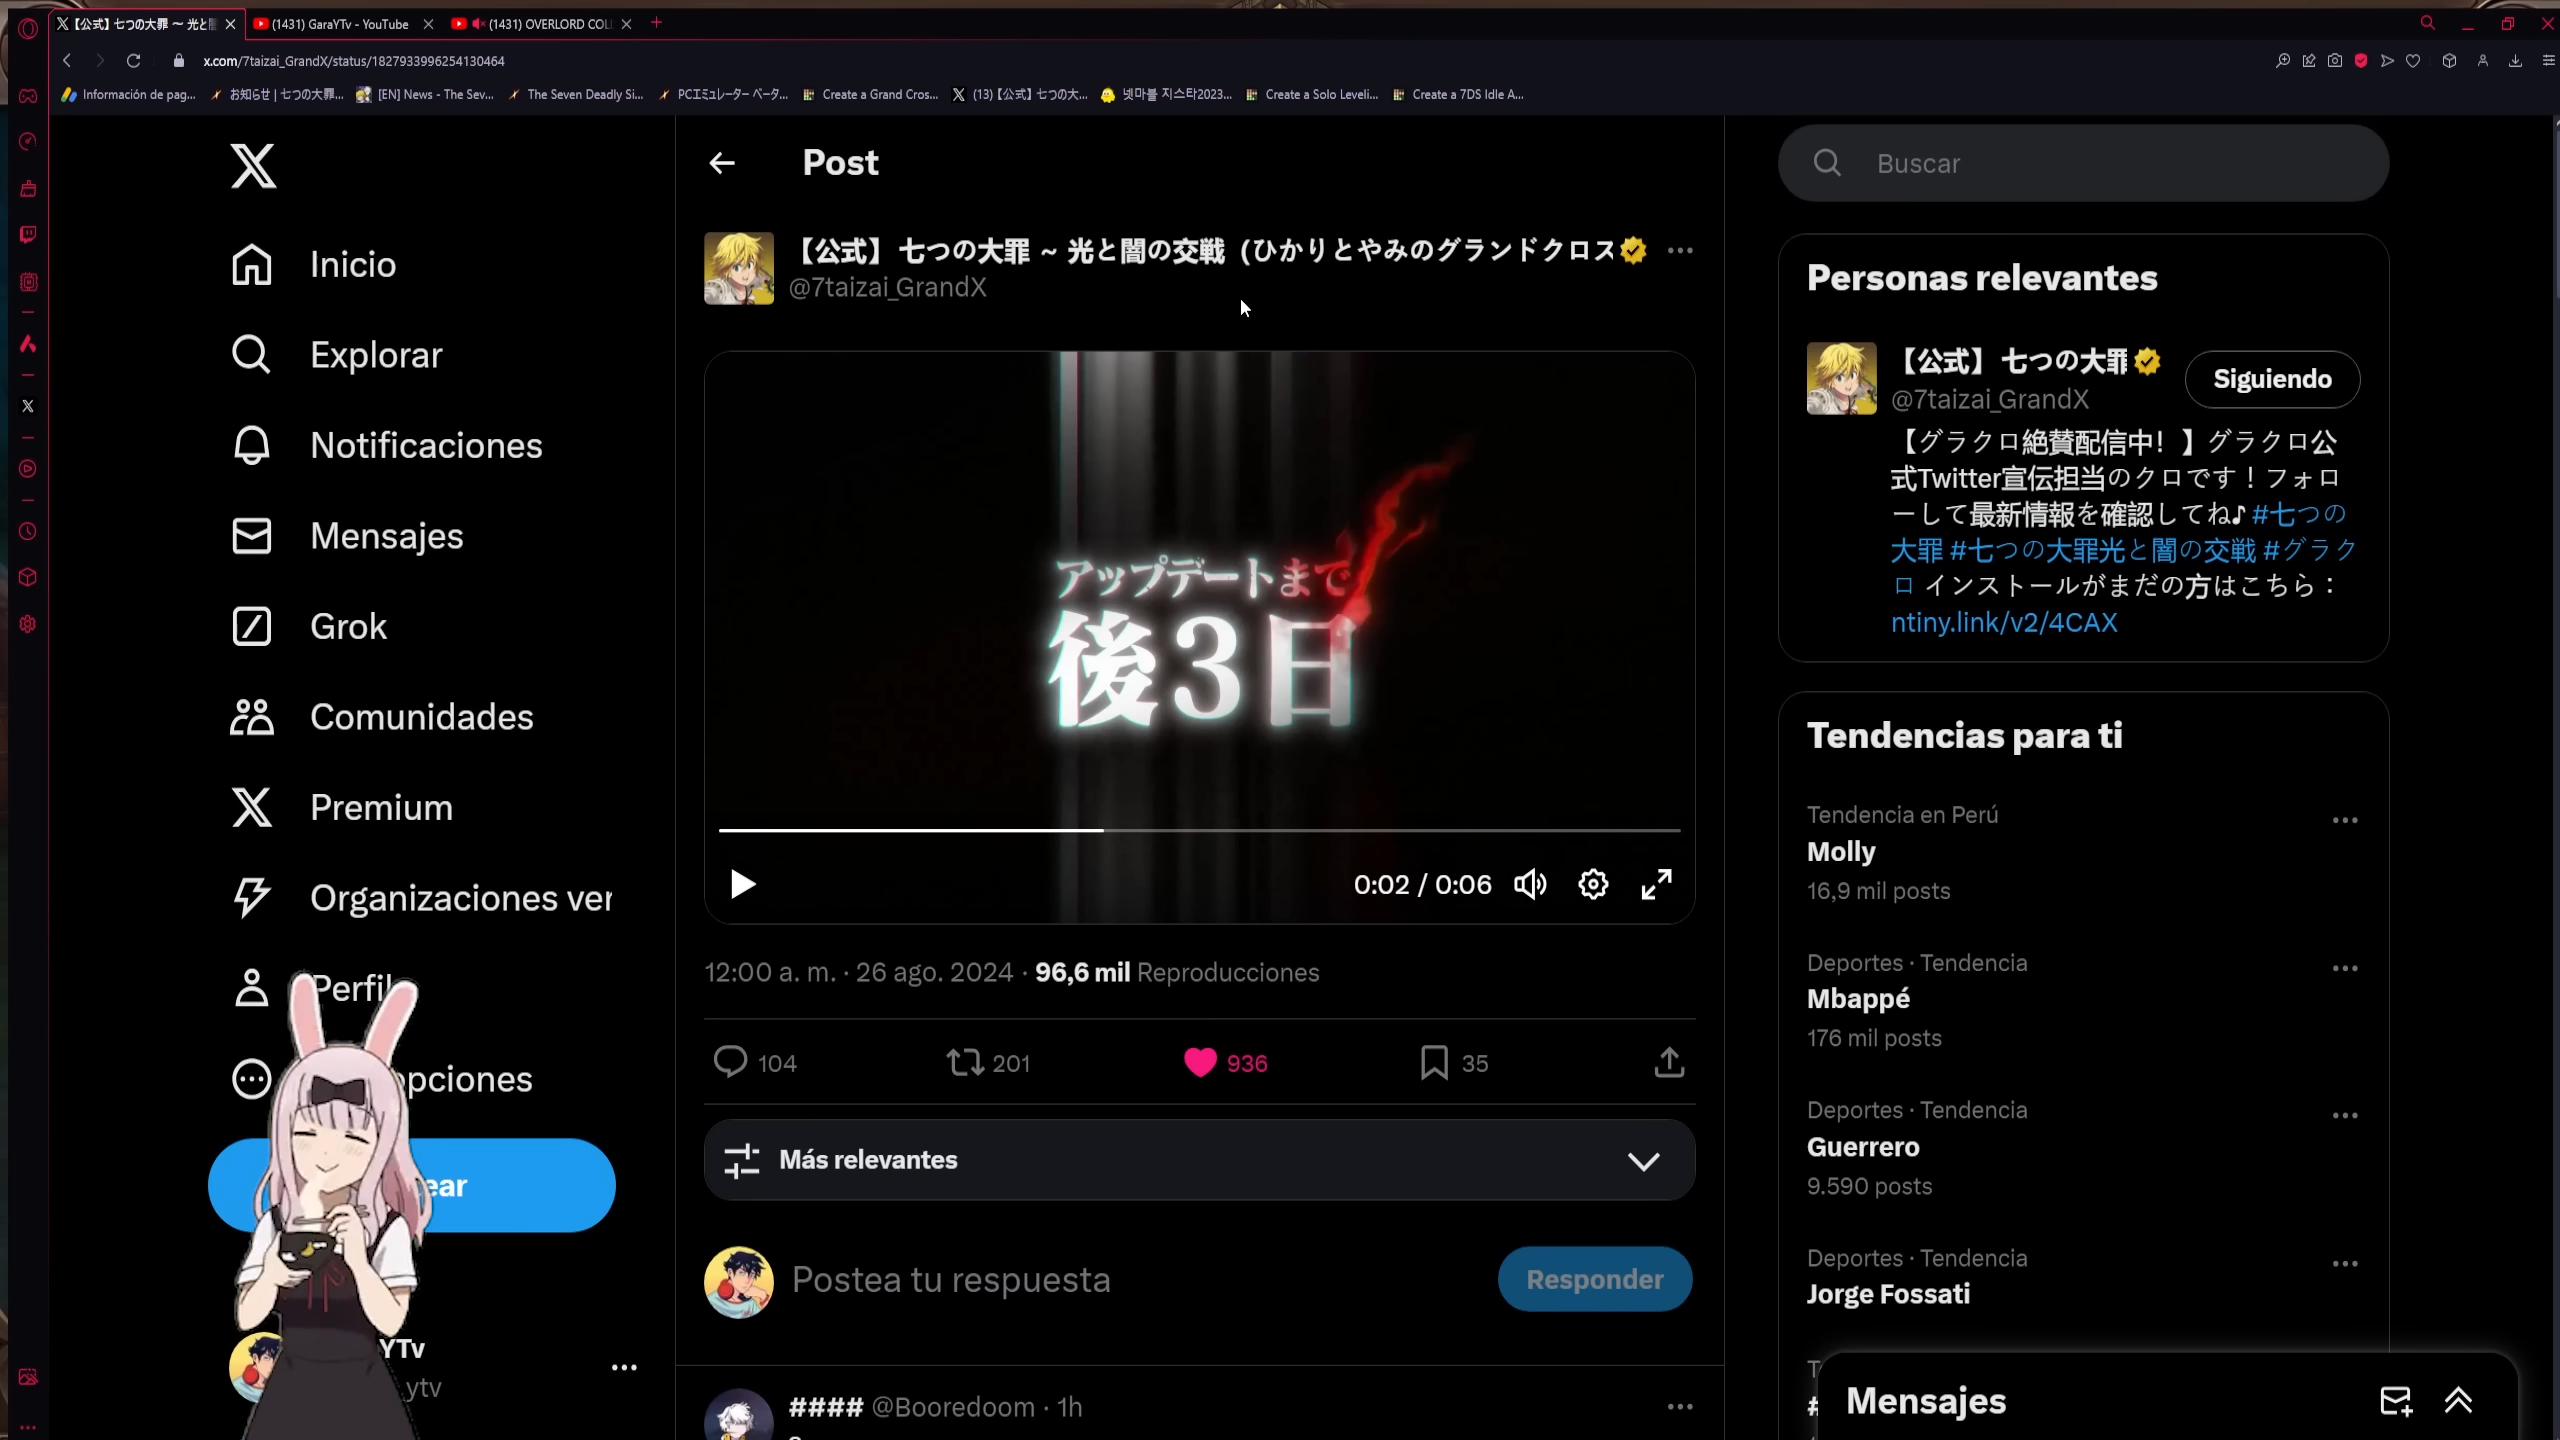 【公式】七つの大罪 ～ 光と闇
(1431) GaraYTv - YouTube
(1431) OVERLORD COL
x.com/7taizai_GrandX/status/1827933996254130464
Información de pag...
お知らせ | 七つの大罪...
[EN] News - The Sev...
The Seven Deadly Si...
PCエミュレーター ベータ...
Create a Grand Cros...
(13)【公式】七つの大...
넷마블 지스타2023...
Create a Solo Leveli...
Create a 7DS Idle A...
Inicio
Explorar
Notificaciones
Mensajes
Grok
Comunidades
Premium
Organizaciones ver
Perfil
opciones
ear
YTv
ytv
Post
【公式】七つの大罪 ~ 光と闇の交戦（ひかりとやみのグランドクロス
@7taizai_GrandX
アップデートまで
後3日
0:02 / 0:06
12:00 a. m. · 26 ago. 2024 · 96,6 mil Reproducciones
104
201
936
35
Más relevantes
Postea tu respuesta
Responder
#### @Booredoom · 1h
Buscar
Personas relevantes
【公式】七つの大罪
@7taizai_GrandX
Siguiendo
【グラクロ絶賛配信中！】グラクロ公
式Twitter宣伝担当のクロです！フォロ
ーして最新情報を確認してね♪ #七つの
大罪 #七つの大罪光と闇の交戦 #グラク
ロ インストールがまだの方はこちら：
ntiny.link/v2/4CAX
Tendencias para ti
Tendencia en Perú
Molly
16,9 mil posts
Deportes · Tendencia
Mbappé
176 mil posts
Deportes · Tendencia
Guerrero
9.590 posts
Deportes · Tendencia
Jorge Fossati
Mensajes